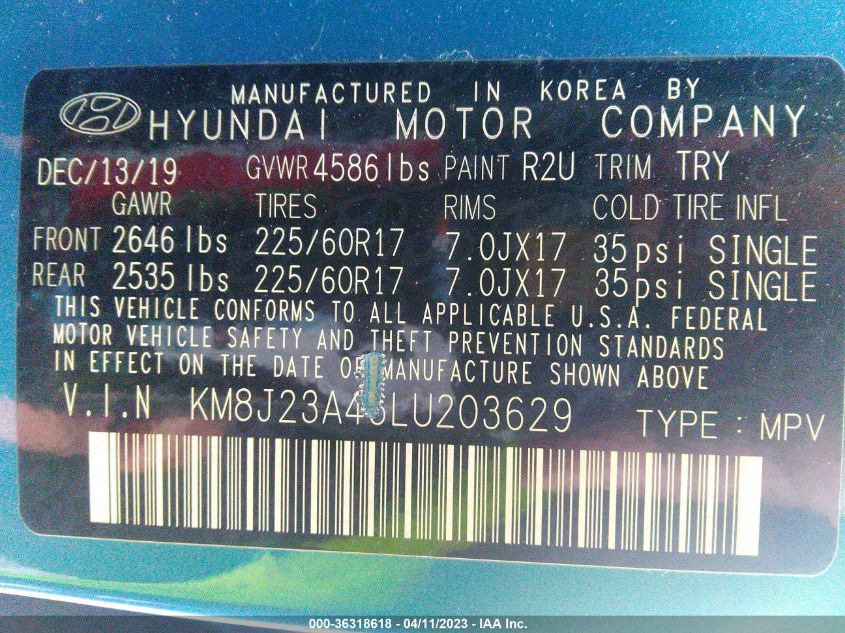 MANUFACTURED IN KOREA BY
HYUNDAI MOTOR COMPANY
DEC/13/19 GVWR 4586 lbs PAINT R2U TRIM TRY
GAWR TIRES RIMS COLD TIRE INFL
FRONT 2646 lbs 225/60R17 7.0JX17 35psi SINGLE
REAR 2535 lbs 225/60R17 7.0JX17 35psi SINGLE
THIS VEHICLE CONFORMS TO ALL APPLICABLE U.S.A. FEDERAL
MOTOR VEHICLE SAFETY AND THEFT PREVENTION STANDARDS
IN EFFECT ON THE DATE OF MANUFACTURE SHOWN ABOVE
V.I.N KM8J23A46LU203629 TYPE : MPV
000-36318618 - 04/11/2023 - IAA Inc.